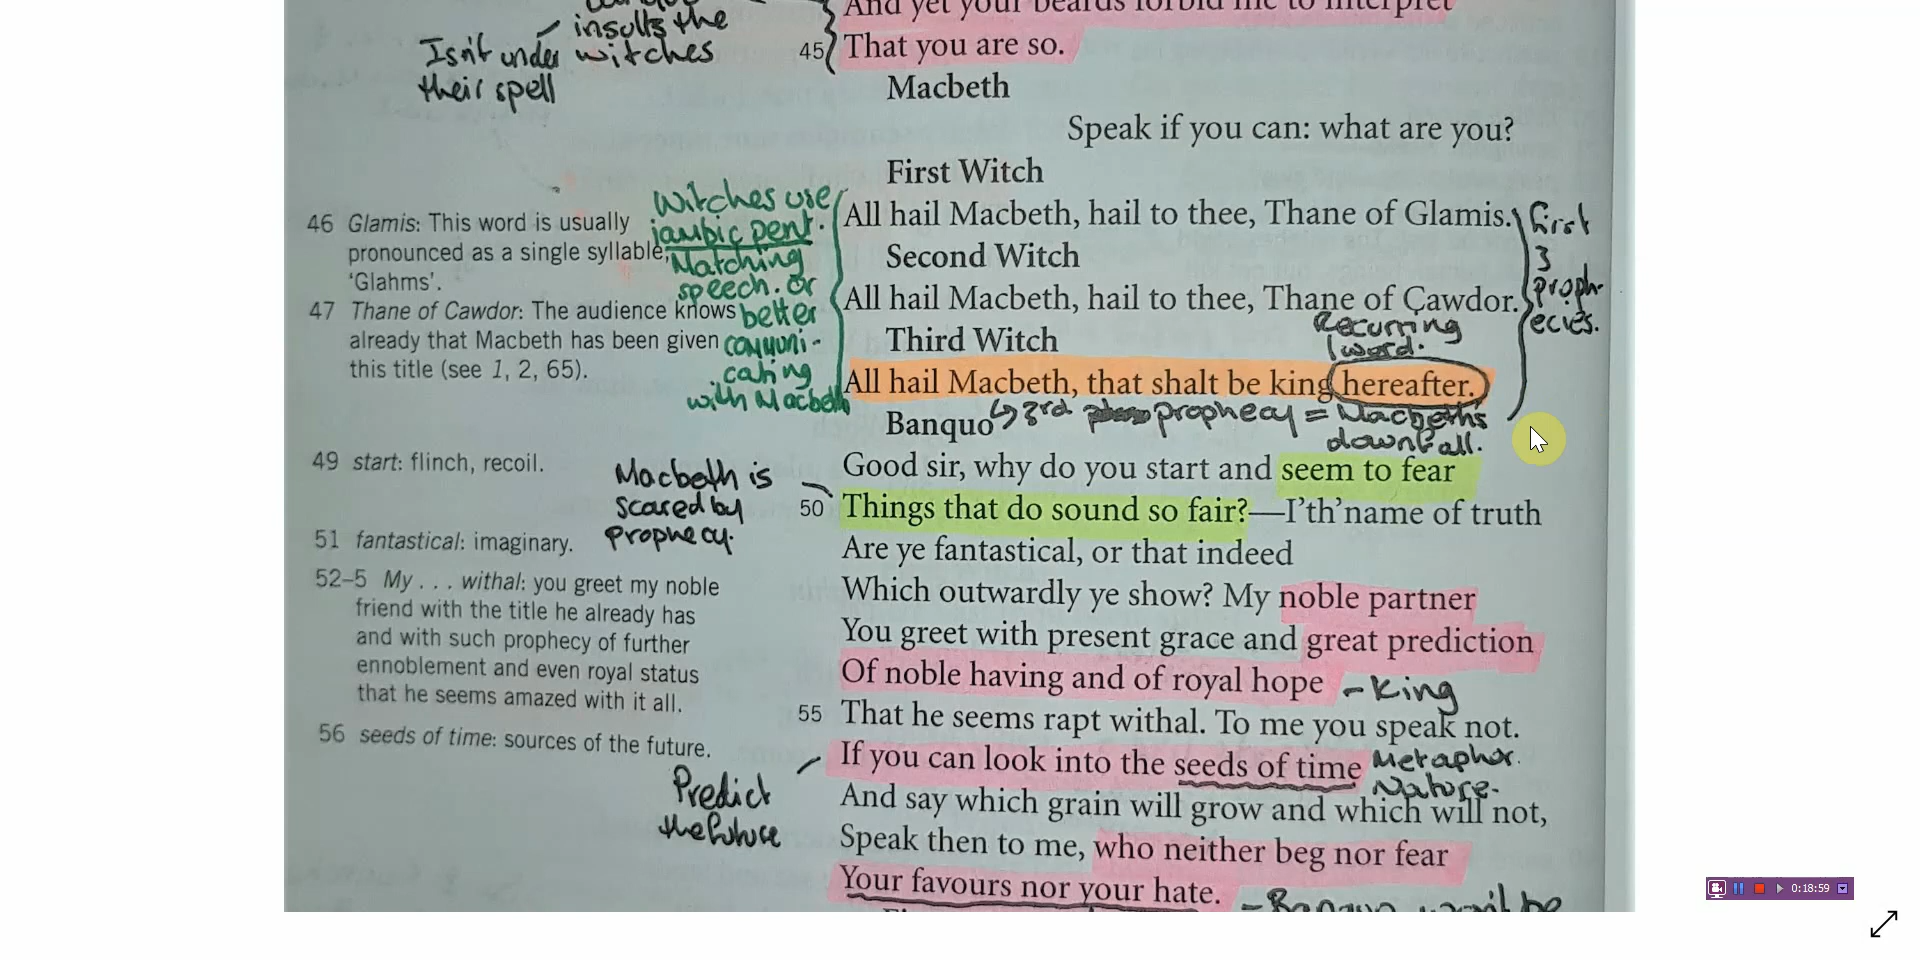 And yet your beards forbid me to interpret
insults the
Isn't under witches
their spell
45 That you are so.
Macbeth
Speak if you can: what are you?
First Witch
Witches use
iambic pent.
Matching
speech. Or
better
communi-
cating
with Macbeth
46 Glamis: This word is usually
pronounced as a single syllable,
‘Glahms’.
All hail Macbeth, hail to thee, Thane of Glamis.
first
3
proph-
ecies.
Second Witch
All hail Macbeth, hail to thee, Thane of Cawdor.
47 Thane of Cawdor: The audience knows
already that Macbeth has been given
this title (see 1, 2, 65).
Recurring
word.
Third Witch
All hail Macbeth, that shalt be king hereafter.
3rd prophecy = Macbeths
downfall.
Banquo
49 start: flinch, recoil.
Good sir, why do you start and seem to fear
Macbeth is
scared by
prophecy.
50 Things that do sound so fair?—I’th’name of truth
51 fantastical: imaginary.
Are ye fantastical, or that indeed
52–5 My . . . withal: you greet my noble
friend with the title he already has
and with such prophecy of further
ennoblement and even royal status
that he seems amazed with it all.
Which outwardly ye show? My noble partner
You greet with present grace and great prediction
Of noble having and of royal hope
- King
55 That he seems rapt withal. To me you speak not.
56 seeds of time: sources of the future.
If you can look into the seeds of time
Metaphor.
Nature.
Predict
the future
And say which grain will grow and which will not,
Speak then to me, who neither beg nor fear
Your favours nor your hate.
0:18:59